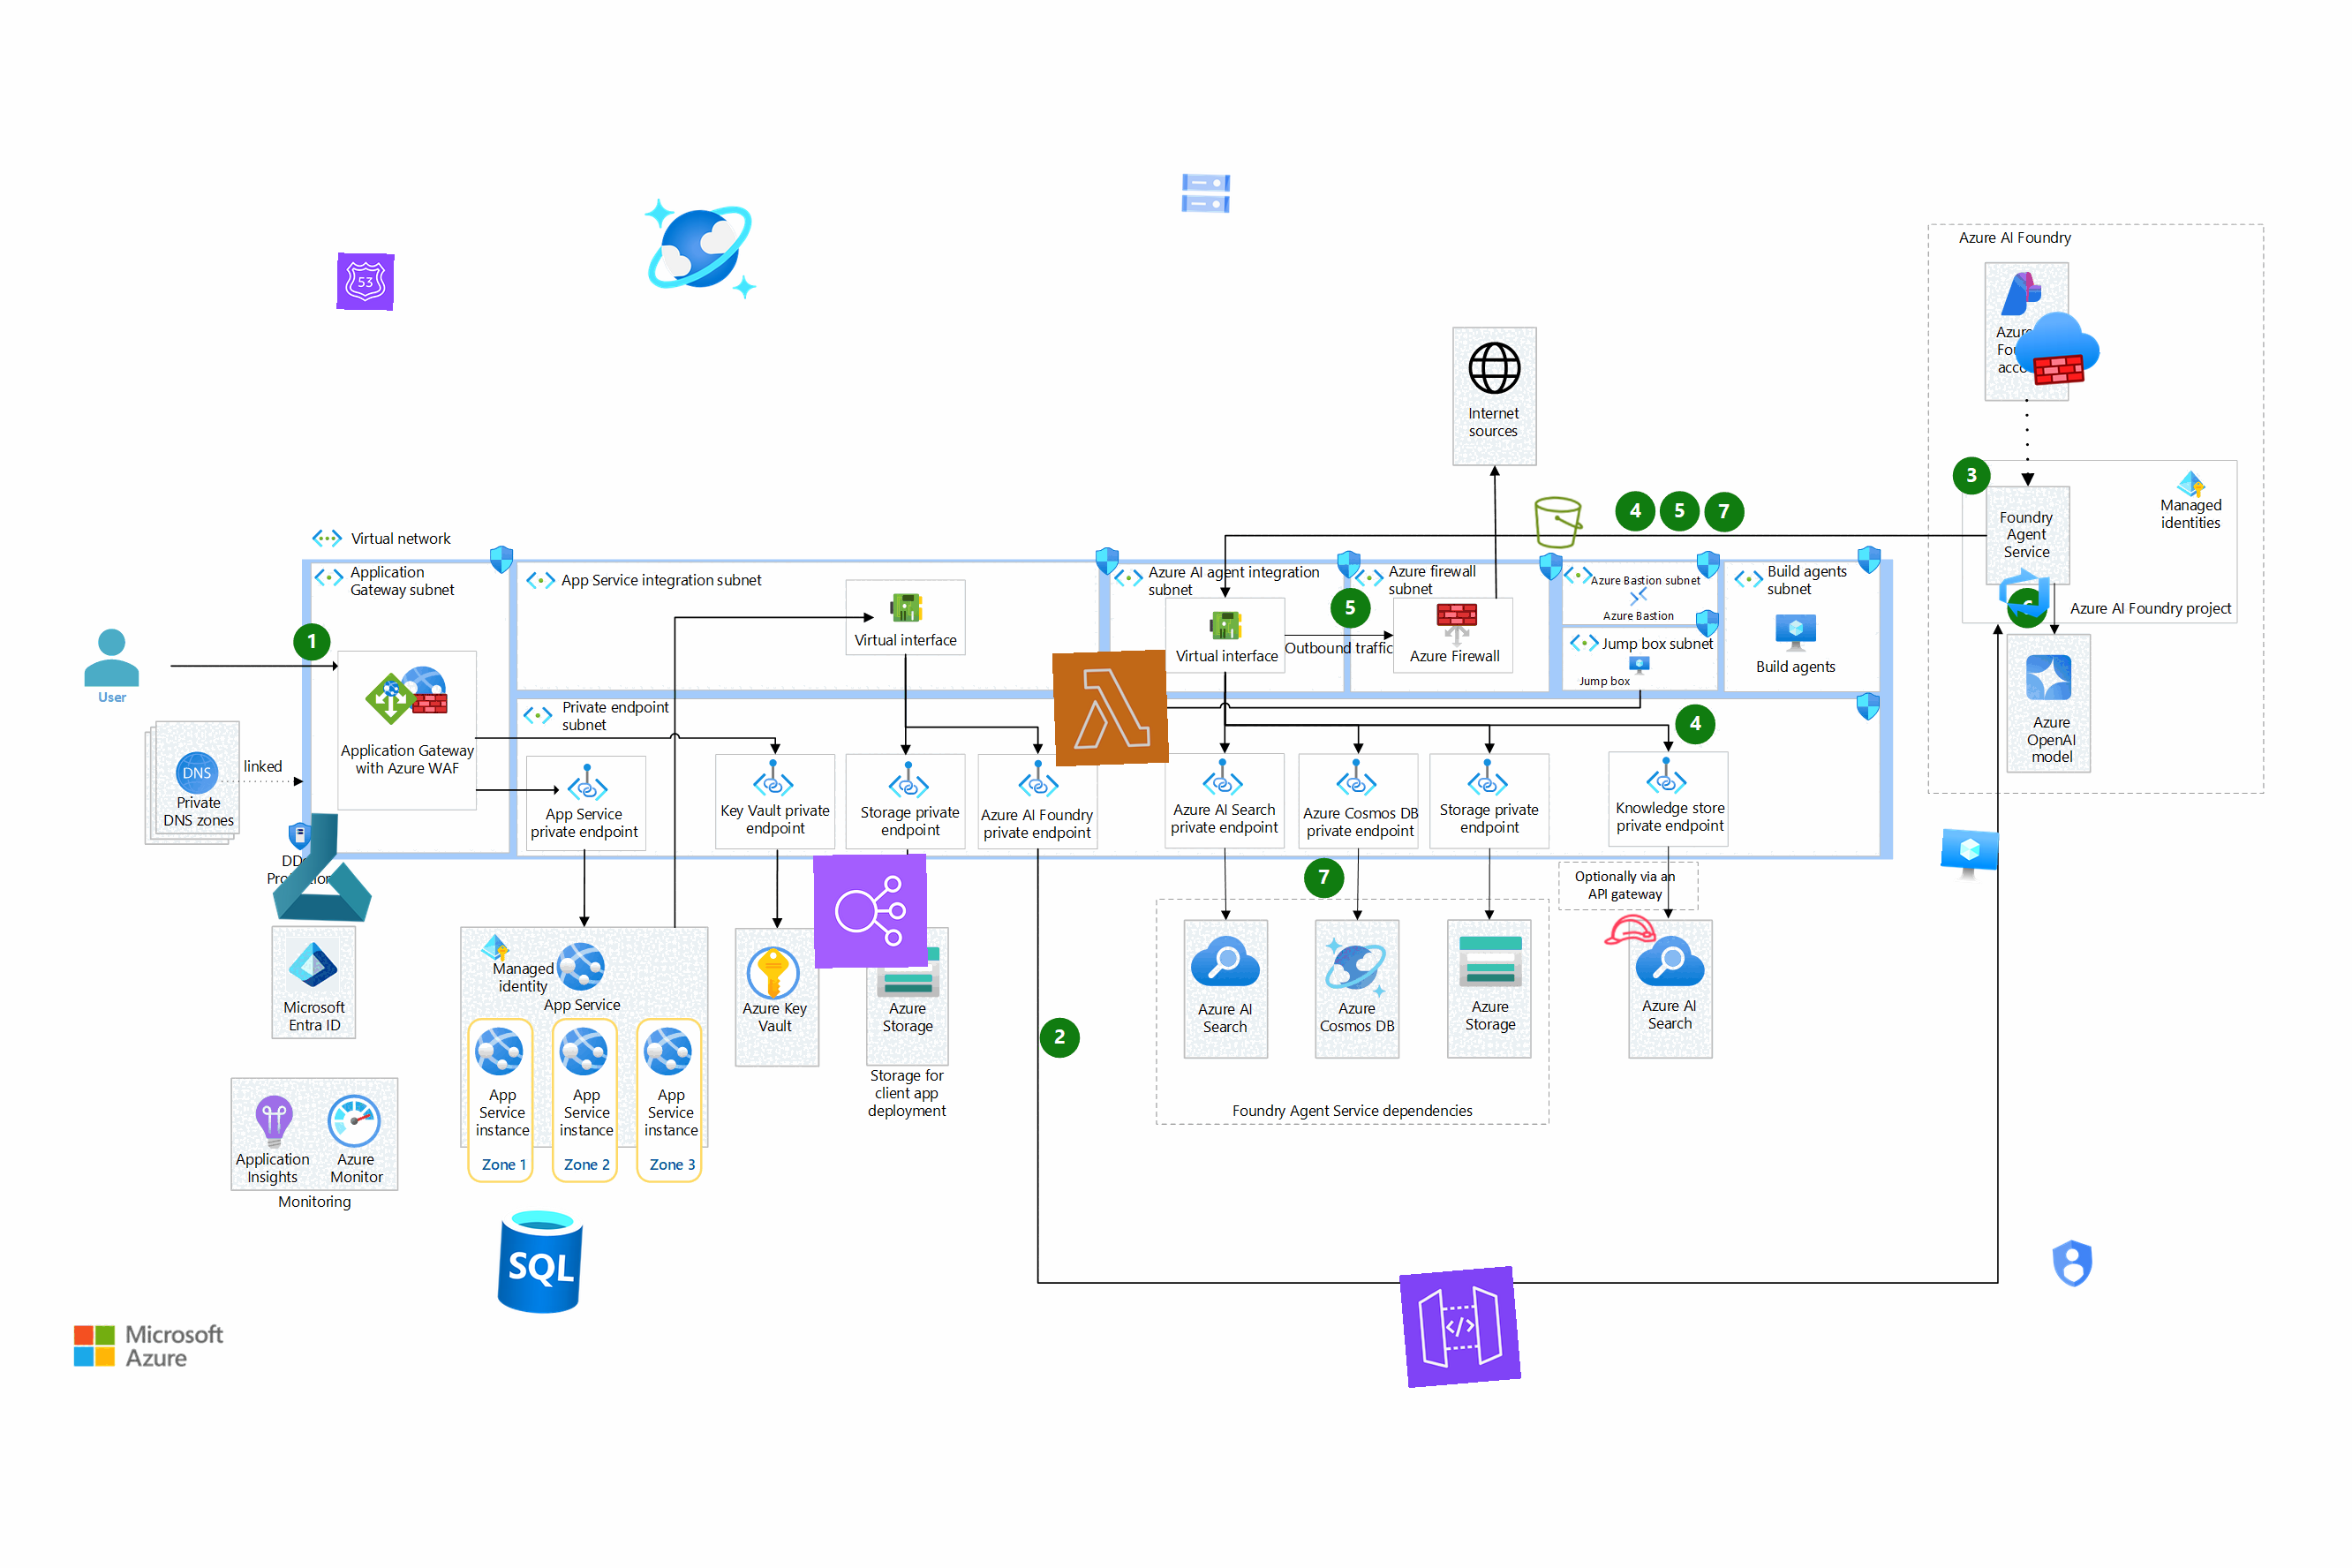 53
Azure AI Foundry
Internet
sources
3
Managed
identities
Foundry
Agent
Service
4
5
7
Azure AI Foundry project
Azure
OpenAI
model
Virtual network
Application
Gateway subnet
App Service integration subnet
Virtual interface
Azure AI agent integration
subnet
Azure firewall
subnet
5
Virtual interface
Outbound traffic
Azure Firewall
Azure Bastion subnet
Azure Bastion
Jump box subnet
Jump box
Build agents
subnet
Build agents
1
User
Application Gateway
with Azure WAF
Private endpoint
subnet
DNS
linked
Private
DNS zones
App Service
private endpoint
Key Vault private
endpoint
Storage private
endpoint
Azure AI Foundry
private endpoint
Azure AI Search
private endpoint
Azure Cosmos DB
private endpoint
Storage private
endpoint
4
Knowledge store
private endpoint
Optionally via an
API gateway
7
Microsoft
Entra ID
Managed
identity
App Service
App
Service
instance
App
Service
instance
App
Service
instance
Zone 1
Zone 2
Zone 3
Azure Key
Vault
Azure
Storage
Storage for
client app
deployment
2
Azure AI
Search
Azure
Cosmos DB
Azure
Storage
Azure AI
Search
Foundry Agent Service dependencies
Application
Insights
Azure
Monitor
Monitoring
SQL
</>
Microsoft
Azure